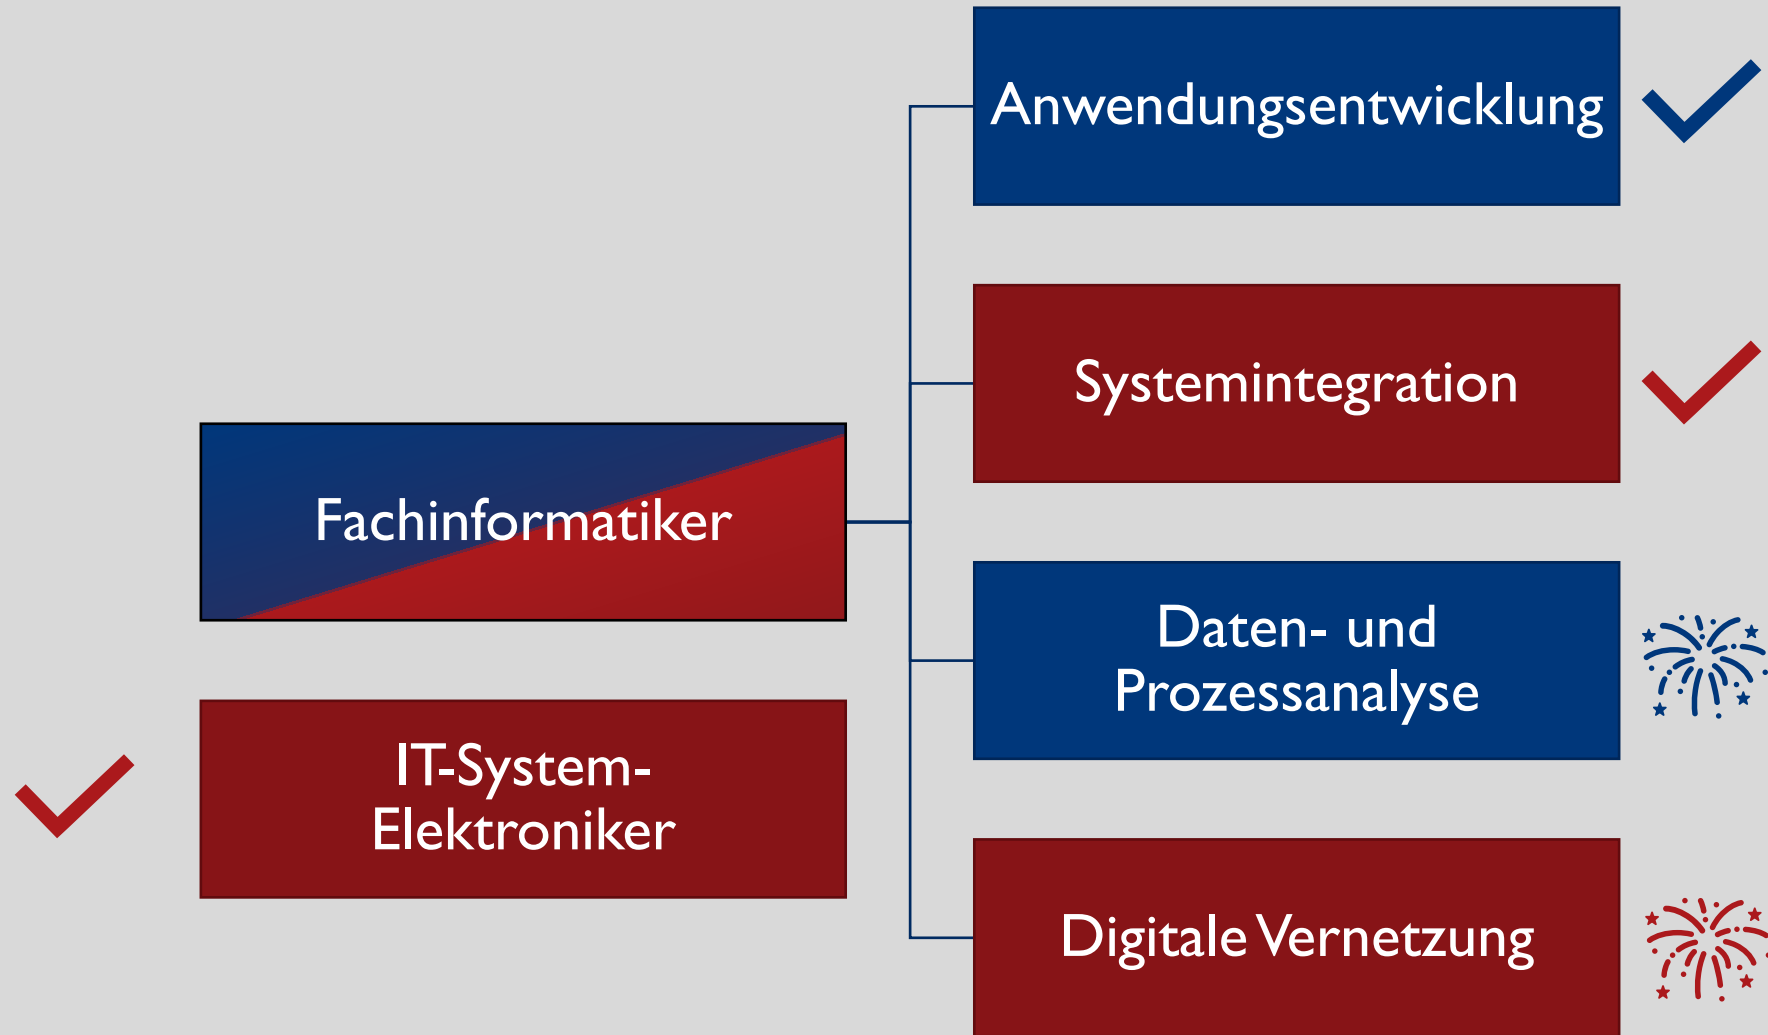 Anwendungsentwicklung
Systemintegration
Fachinformatiker
Daten- und
Prozessanalyse
IT-System-
Elektroniker
Digitale Vernetzung